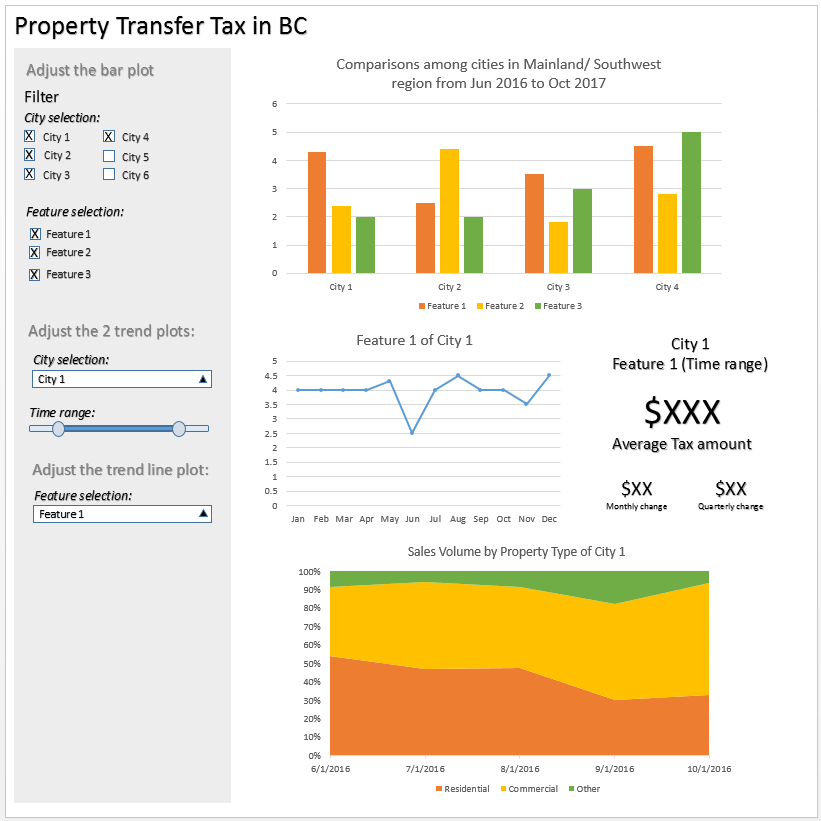 Property Transfer Tax in BC
Adjust the bar plot
Filter
City selection:
X City 1 X City 4
X City 2 City 5
X City 3 City 6
Feature selection:
X Feature 1
X Feature 2
X Feature 3
Adjust the 2 trend plots:
City selection:
City 1
Time range:
Adjust the trend line plot:
Feature selection:
Feature 1
Comparisons among cities in Mainland/ Southwest
region from Jun 2016 to Oct 2017
6
5
4
3
2
1
0
City 1 City 2 City 3 City 4
Feature 1 Feature 2 Feature 3
Feature 1 of City 1
5
4.5
4
3.5
3
2.5
2
1.5
1
0.5
0
Jan Feb Mar Apr May Jun Jul Aug Sep Oct Nov Dec
City 1
Feature 1 (Time range)
$XXX
Average Tax amount
$XX $XX
Monthly change Quarterly change
Sales Volume by Property Type of City 1
100%
90%
80%
70%
60%
50%
40%
30%
20%
10%
0%
6/1/2016 7/1/2016 8/1/2016 9/1/2016 10/1/2016
Residential Commercial Other